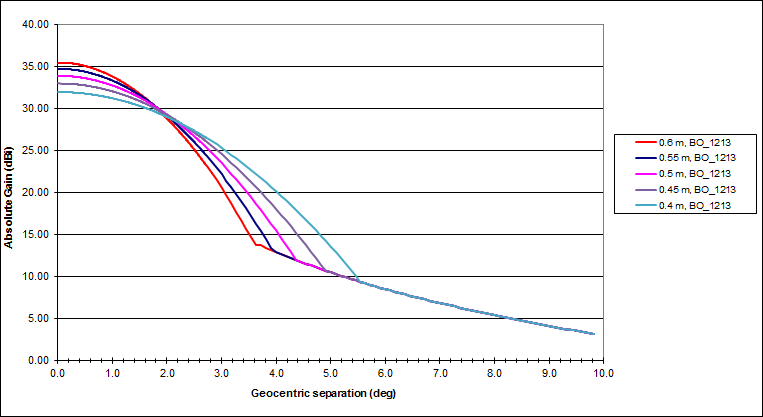 40.00
35.00
30.00
25.00
20.00
15.00
10.00
5.00
0.00
Absolute Gain (dBi)
0.0 1.0 2.0 3.0 4.0 5.0 6.0 7.0 8.0 9.0 10.0
Geocentric separation (deg)
0.6 m, BO_1213
0.55 m, BO_1213
0.5 m, BO_1213
0.45 m, BO_1213
0.4 m, BO_1213